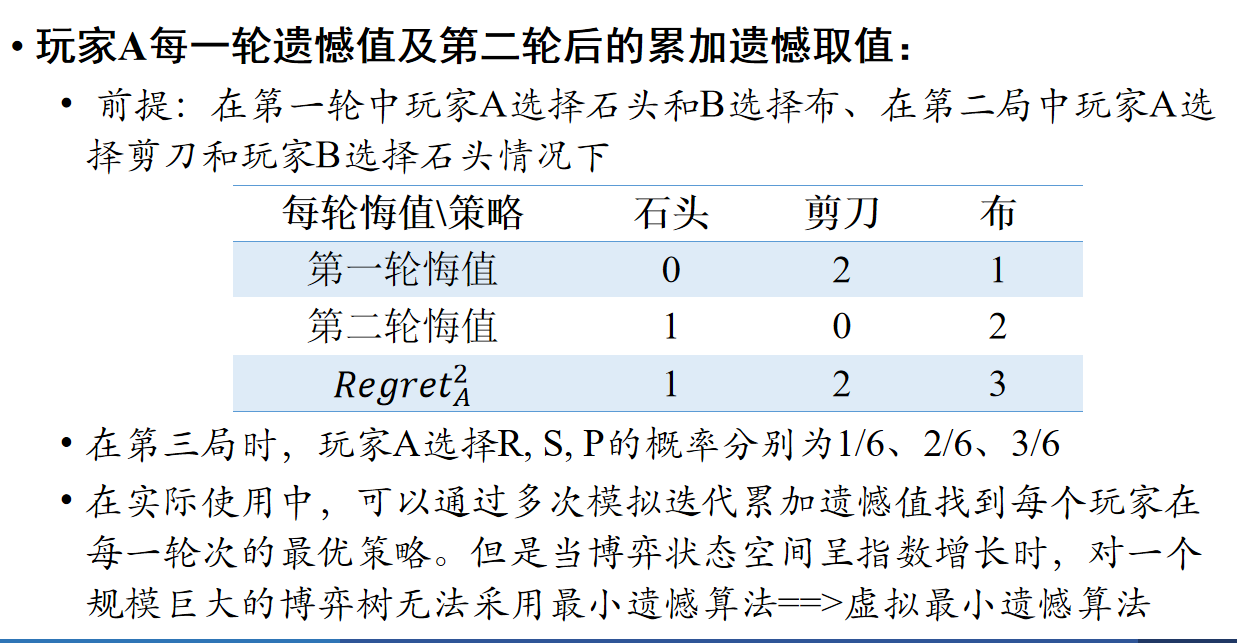 • 玩家A每一轮遗憾值及第二轮后的累加遗憾取值：
• 前提：在第一轮中玩家A选择石头和B选择布、在第二局中玩家A选
择剪刀和玩家B选择石头情况下
每轮悔值\策略 石头 剪刀 布
第一轮悔值 0 2 1
第二轮悔值 1 0 2
$Regret_A^2$ 1 2 3
• 在第三局时，玩家A选择R, S, P的概率分别为1/6、2/6、3/6
• 在实际使用中，可以通过多次模拟迭代累加遗憾值找到每个玩家在
每一轮次的最优策略。但是当博弈状态空间呈指数增长时，对一个
规模巨大的博弈树无法采用最小遗憾算法==>虚拟最小遗憾算法